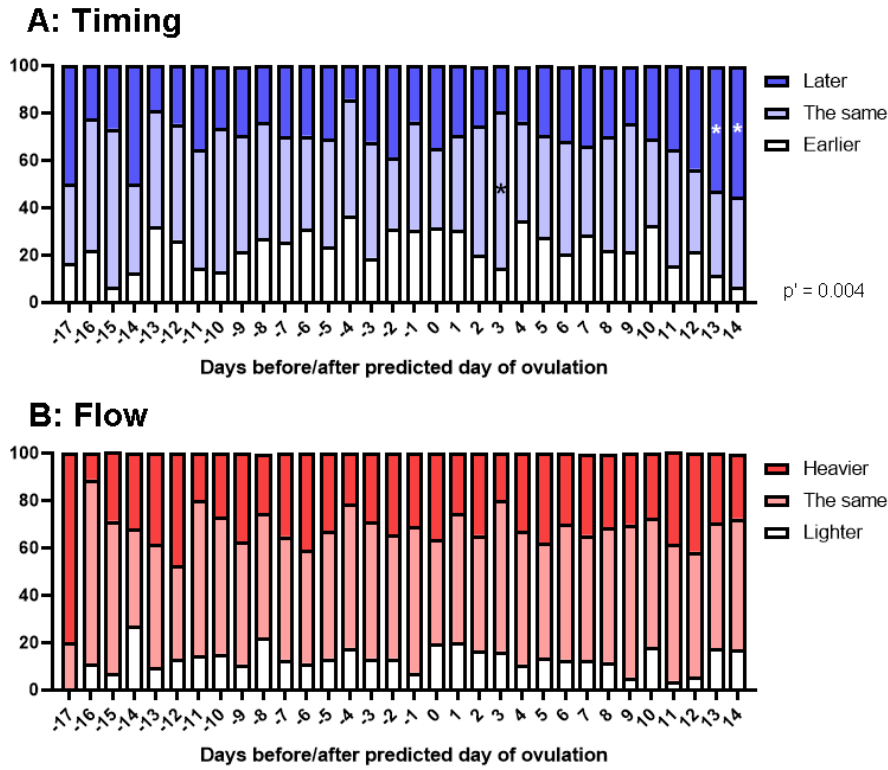 A: Timing
100
80
60
40
20
0
Later
The same
Earlier
*
*
*
p' = 0.004
-17 -16 -15 -14 -13 -12 -11 -10 -9 -8 -7 -6 -5 -4 -3 -2 -1 0 1 2 3 4 5 6 7 8 9 10 11 12 13 14
Days before/after predicted day of ovulation
B: Flow
100
80
60
40
20
0
Heavier
The same
Lighter
-17 -16 -15 -14 -13 -12 -11 -10 -9 -8 -7 -6 -5 -4 -3 -2 -1 0 1 2 3 4 5 6 7 8 9 10 11 12 13 14
Days before/after predicted day of ovulation